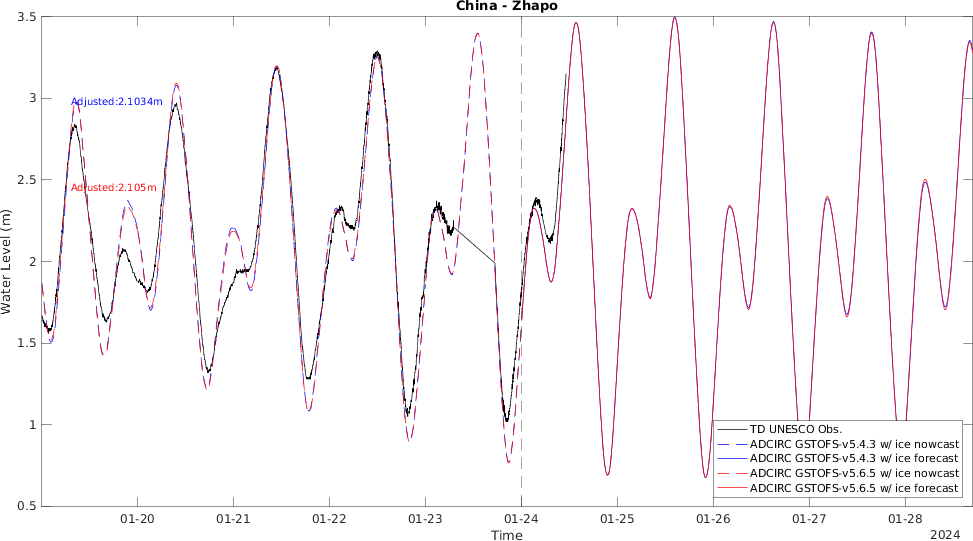 China - Zhapo
3.5
3
2.5
2
1.5
1
0.5
Water Level (m)
Adjusted:2.1034m
Adjusted:2.105m
TD UNESCO Obs.
ADCIRC GSTOFS-v5.4.3 w/ ice nowcast
ADCIRC GSTOFS-v5.4.3 w/ ice forecast
ADCIRC GSTOFS-v5.6.5 w/ ice nowcast
ADCIRC GSTOFS-v5.6.5 w/ ice forecast
01-20 01-21 01-22 01-23 01-24 01-25 01-26 01-27 01-28
Time
2024